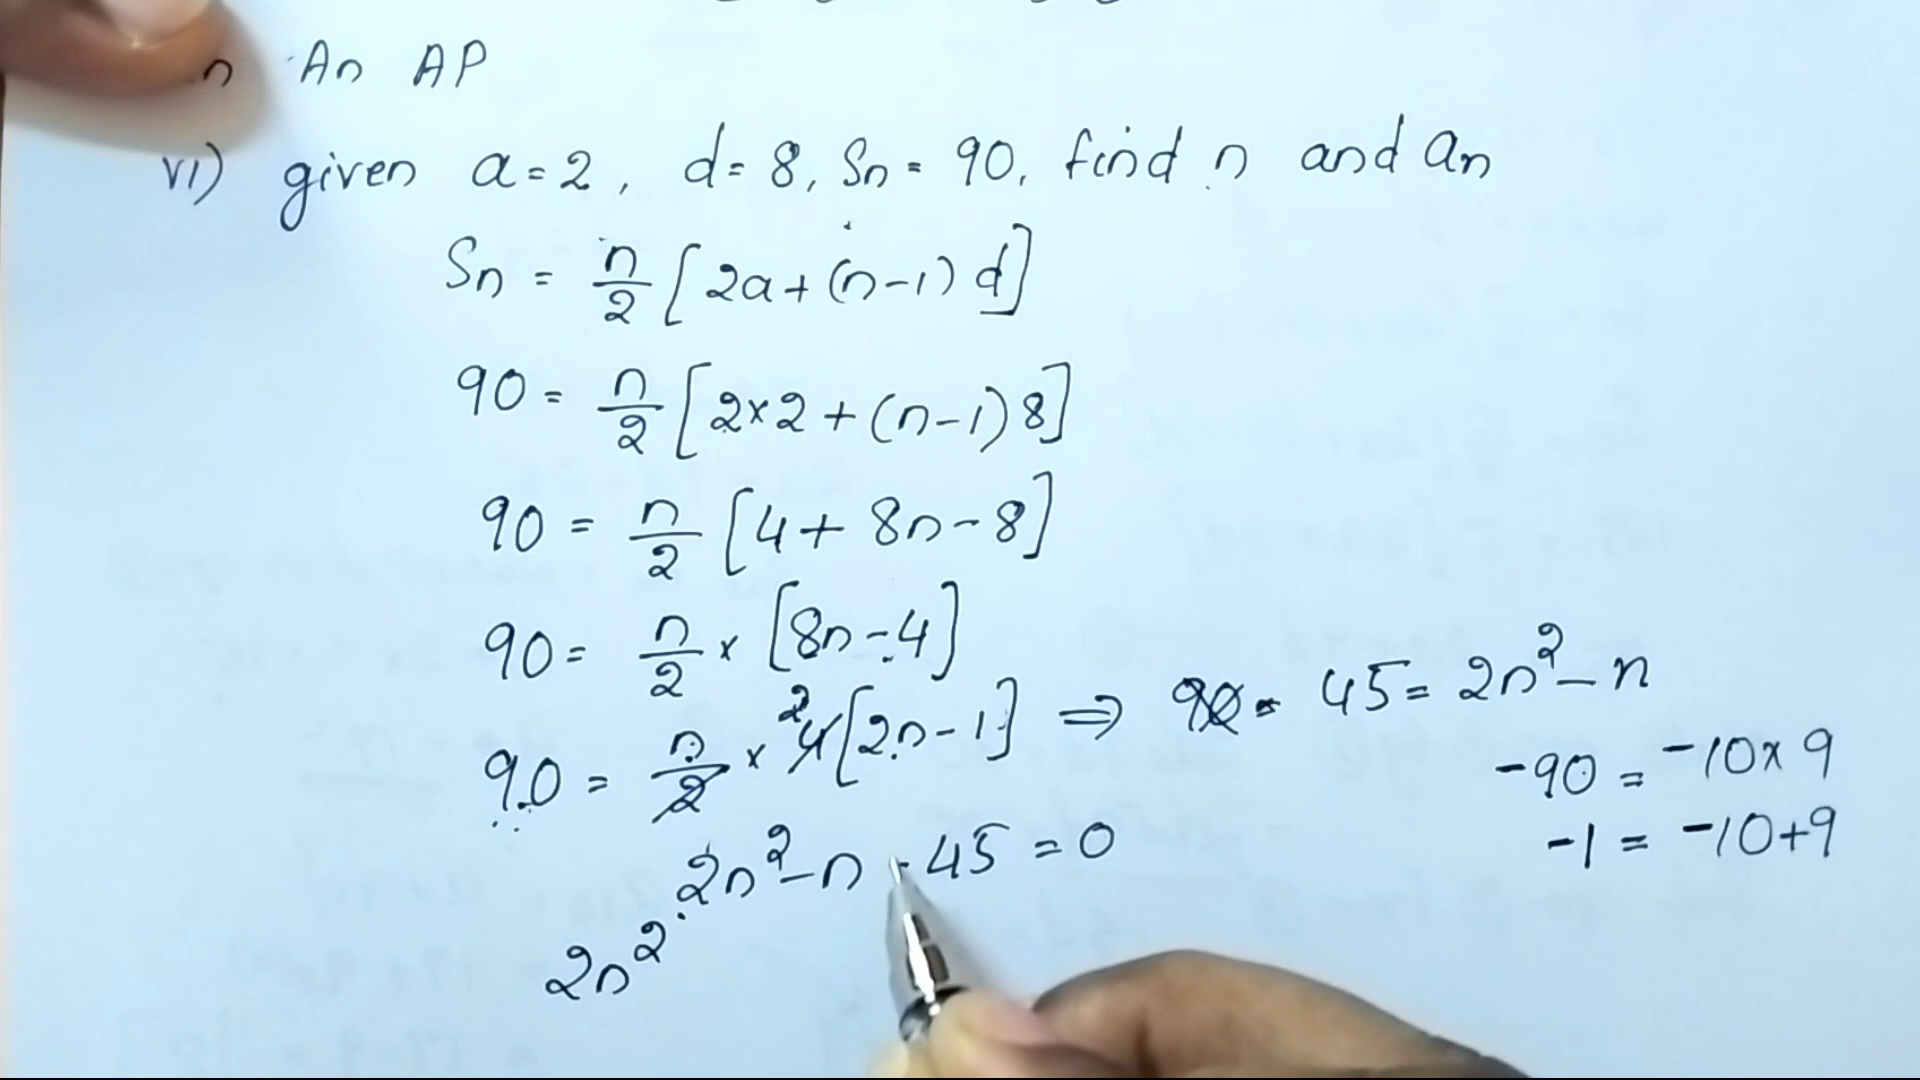 An AP
vi) given a=2, d=8, Sn = 90, find n and an
Sn = n/2 [2a+(n-1)d]
90 = n/2 [2×2+(n-1)8]
90 = n/2 [4+8n-8]
90 = n/2 × [8n-4]
90 = n/2 × 4 2 [2n-1] ⇒ 90 = 45 = 2n² - n
-90 = -10×9
-1 = -10+9
2n² - n - 45 = 0
2n²